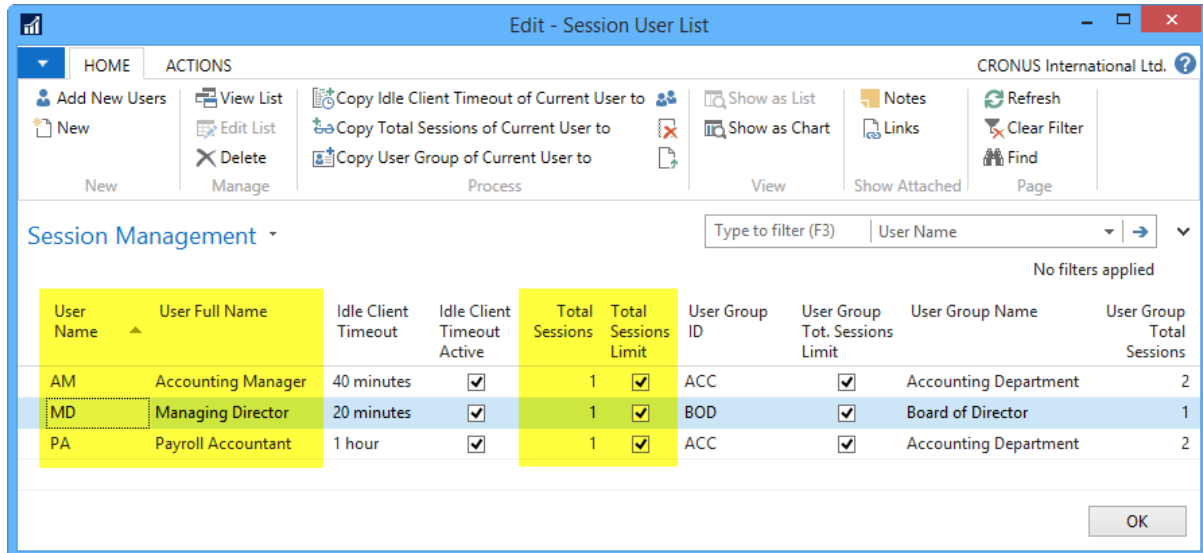 Edit - Session User List
HOME ACTIONS CRONUS International Ltd. ?
Add New Users View List Copy Idle Client Timeout of Current User to Show as List Notes Refresh
New Edit List Copy Total Sessions of Current User to Show as Chart Links Clear Filter
Delete Copy User Group of Current User to Find
New Manage Process View Show Attached Page
Session Management Type to filter (F3) User Name
No filters applied
User User Full Name Idle Client Idle Client Total Total User Group User Group User Group Name User Group
Name Timeout Timeout Sessions Sessions ID Tot. Sessions Total
Active Limit Limit Sessions
AM Accounting Manager 40 minutes 1 ACC Accounting Department 2
MD Managing Director 20 minutes 1 BOD Board of Director 1
PA Payroll Accountant 1 hour 1 ACC Accounting Department 2
OK